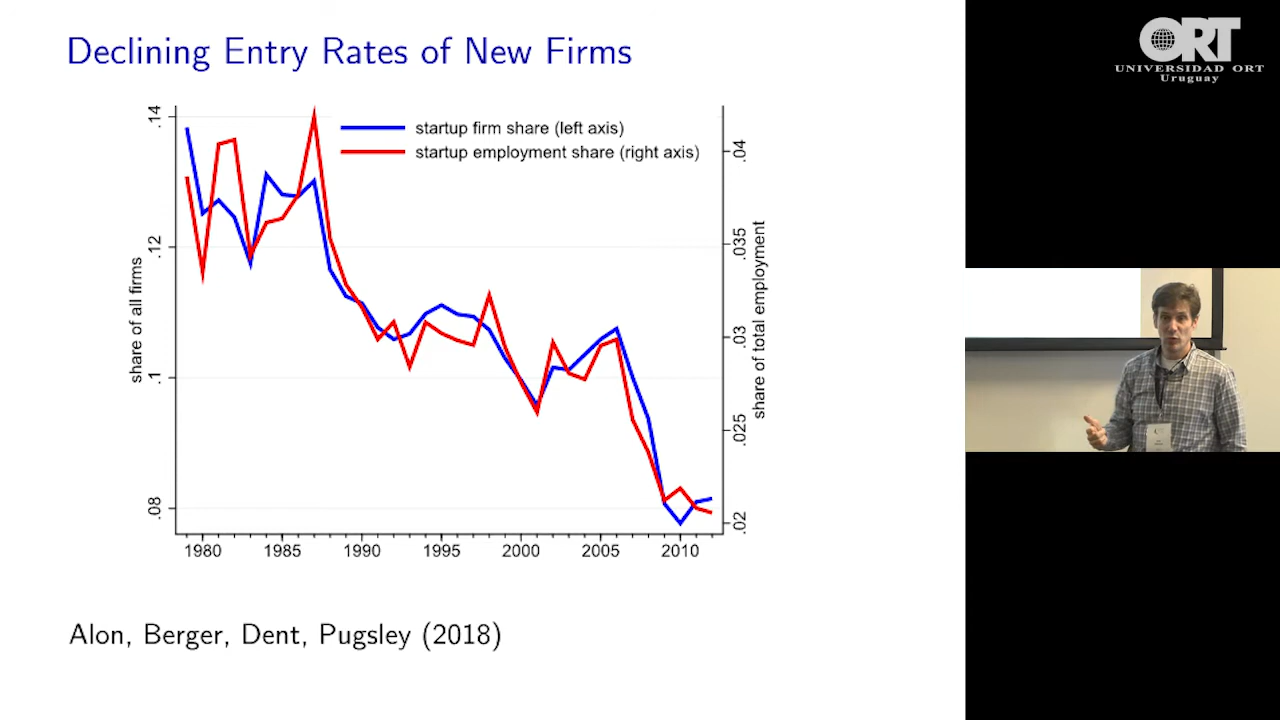 Declining Entry Rates of New Firms
ORT
UNIVERSIDAD ORT
Uruguay
startup firm share (left axis)
startup employment share (right axis)
share of all firms
.14
.12
.1
.08
share of total employment
.04
.035
.03
.025
.02
1980 1985 1990 1995 2000 2005 2010
Alon, Berger, Dent, Pugsley (2018)